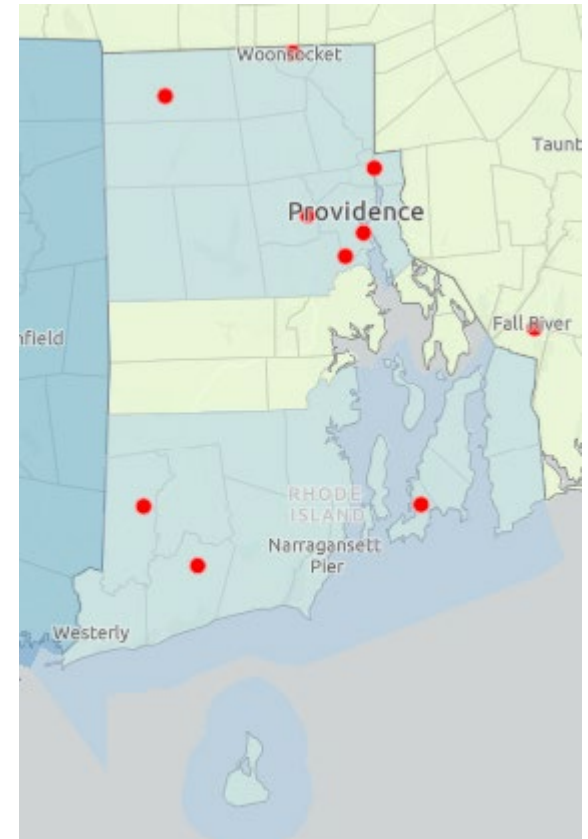 Woonsocket
Taunt
Providence
Fall River
nfield
RHODE
ISLAND
Narragansett
Pier
Westerly